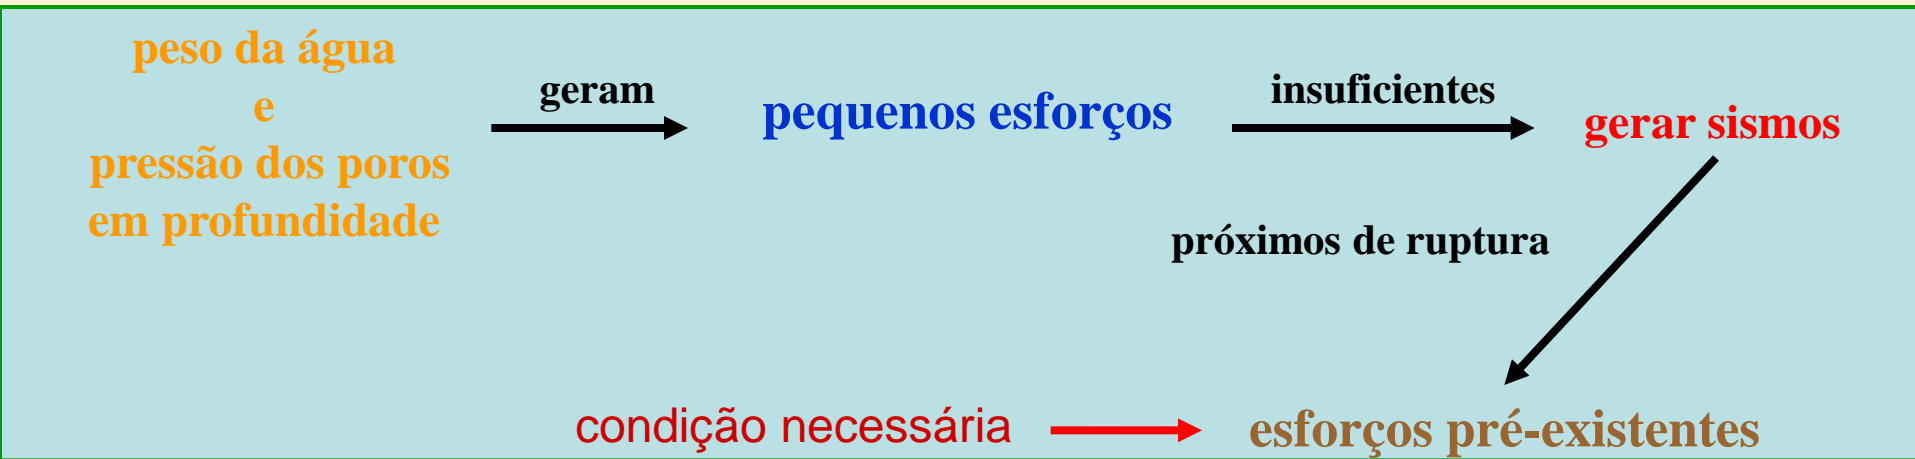 peso da água
e
pressão dos poros
em profundidade
geram
pequenos esforços
insuficientes
gerar sismos
próximos de ruptura
condição necessária
esforços pré-existentes